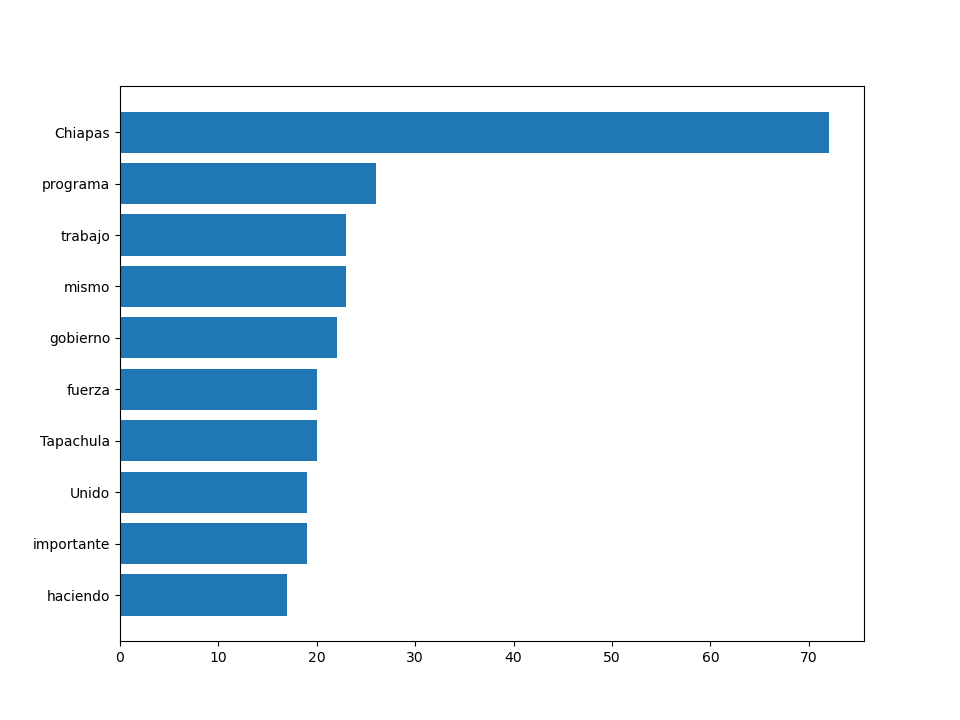 Chiapas
programa
trabajo
mismo
gobierno
fuerza
Tapachula
Unido
importante
haciendo
0 10 20 30 40 50 60 70